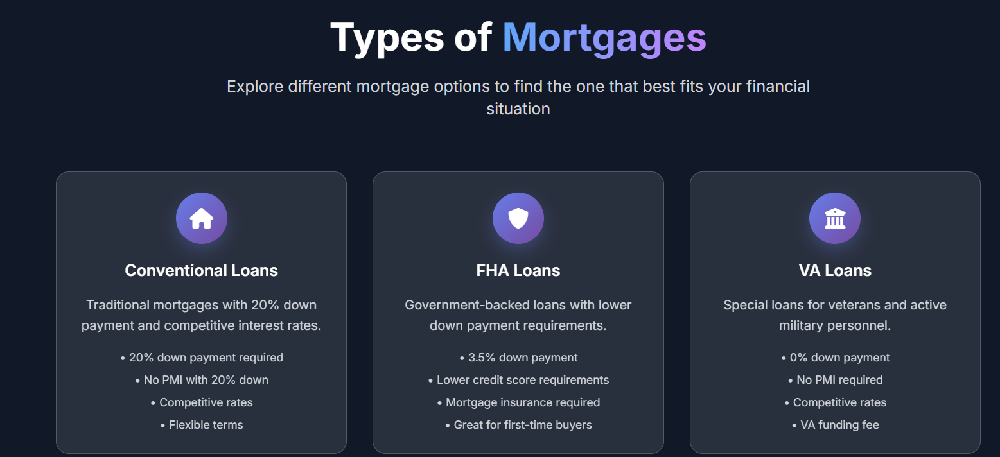 Types of Mortgages
Explore different mortgage options to find the one that best fits your financial
situation
Conventional Loans
Traditional mortgages with 20% down
payment and competitive interest rates.
• 20% down payment required
• No PMI with 20% down
• Competitive rates
• Flexible terms
FHA Loans
Government-backed loans with lower
down payment requirements.
• 3.5% down payment
• Lower credit score requirements
• Mortgage insurance required
• Great for first-time buyers
VA Loans
Special loans for veterans and active
military personnel.
• 0% down payment
• No PMI required
• Competitive rates
• VA funding fee